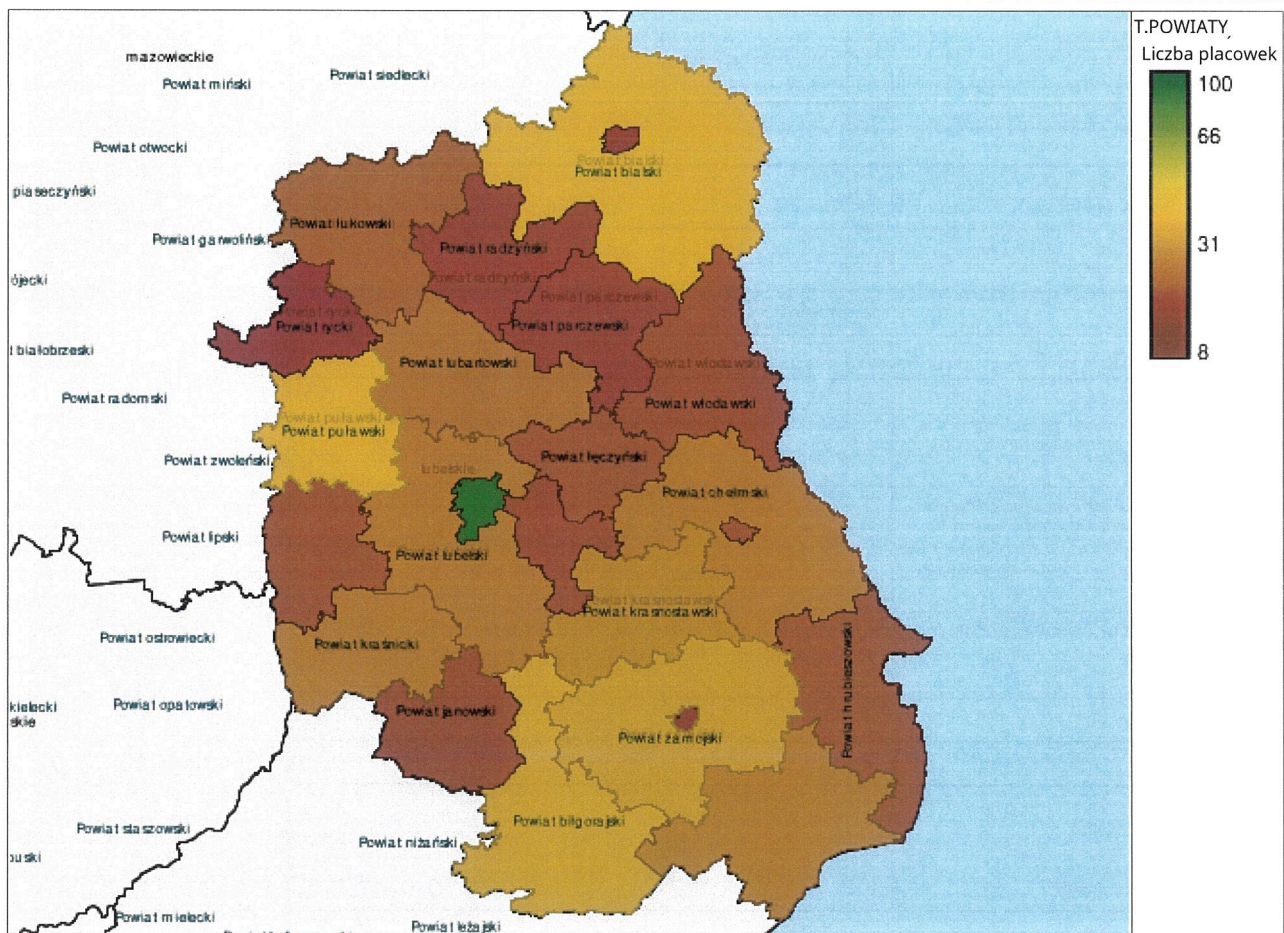 T.POWIATY,
Liczba placowek
100
66
31
8
mazowieckie
Powiat miński
Powiat siedlecki
Powiat otwocki
Powiat bialski
Powiat bialski
piaseczyński
Powiat łukowski
Powiat garwoliński
Powiat radzyński
Powiat radzyński
ójecki
Powiat parczewski
Powiat rycki
Powiat rycki
Powiat parczewski
t białobrzeski
Powiat lubartowski
Powiat włodawski
Powiat radomski
Powiat włodawski
Powiat puławski
Powiat puławski
Powiat zwoleński
Powiat łęczyński
lubelskie
Powiat chełmski
Powiat lipski
Powiat lubelski
Powiat krasnostawski
Powiat krasnostawski
Powiat ostrowiecki
Powiat kraśnicki
Powiat hrubieszowski
kielecki
skie
Powiat opatowski
Powiat janowski
Powiat zamojski
Powiat biłgorajski
Powiat staszowski
Powiat niżański
Powiat mielecki
Powiat leżajski